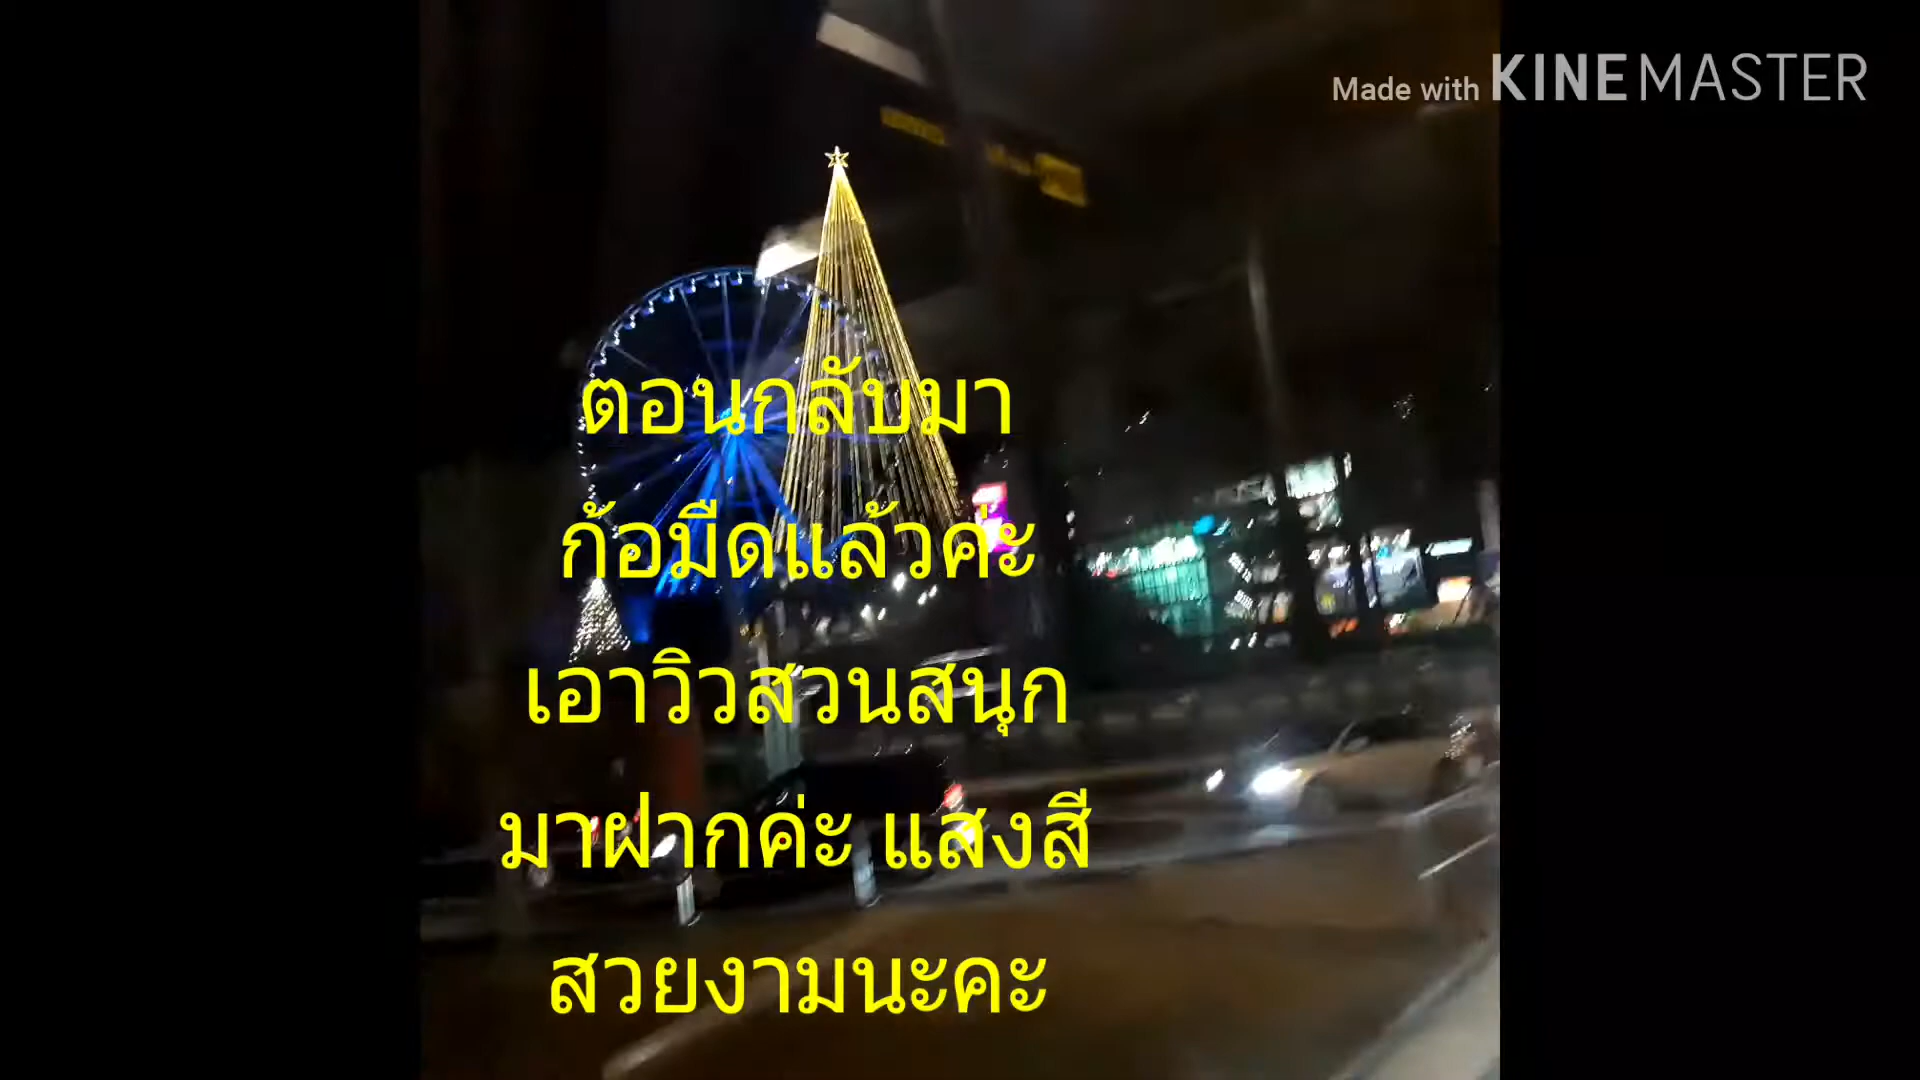 Made with KINEMASTER
ตอนกลับมา
ก้อมืดแล้วค่ะ
เอาวิวสวนสนุก
มาฝากค่ะ แสงสี
สวยงามนะคะ